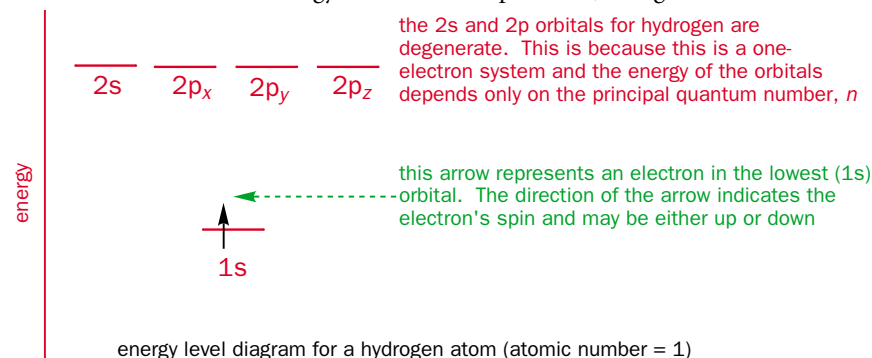 the 2s and 2p orbitals for hydrogen are
degenerate. This is because this is a one-
electron system and the energy of the orbitals
depends only on the principal quantum number, n
2s 2px 2py 2pz
energy
this arrow represents an electron in the lowest (1s)
orbital. The direction of the arrow indicates the
electron's spin and may be either up or down
1s
energy level diagram for a hydrogen atom (atomic number = 1)